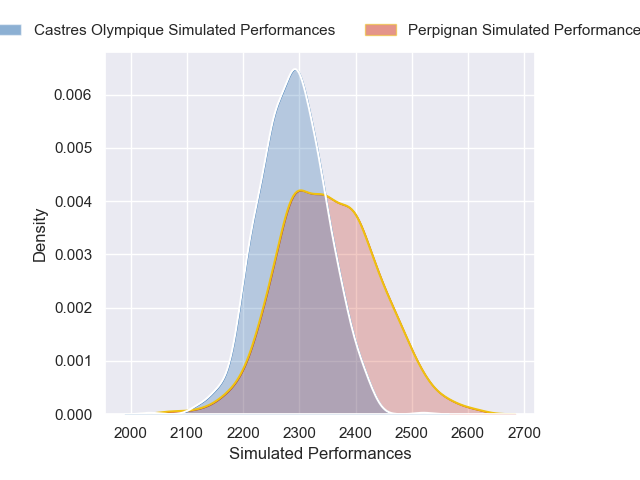 Castres Olympique Simulated Performances
Perpignan Simulated Performance
0.006
0.005
0.004
0.003
0.002
0.001
0.000
Density
2000 2100 2200 2300 2400 2500 2600 2700
Simulated Performances